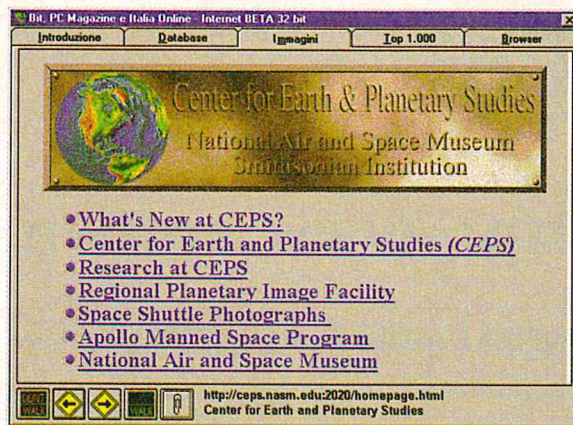 Bit, PC Magazine e Italia Online - Internet BETA 32 bit
Introduzione Database Immagini Top 1.000 Browser
Center for Earth & Planetary Studies
National Air and Space Museum
Smithsonian Institution
What's New at CEPS?
Center for Earth and Planetary Studies (CEPS)
Research at CEPS
Regional Planetary Image Facility
Space Shuttle Photographs
Apollo Manned Space Program
National Air and Space Museum
DONT WALK WALK http://ceps.nasm.edu:2020/homepage.html
Center for Earth and Planetary Studies